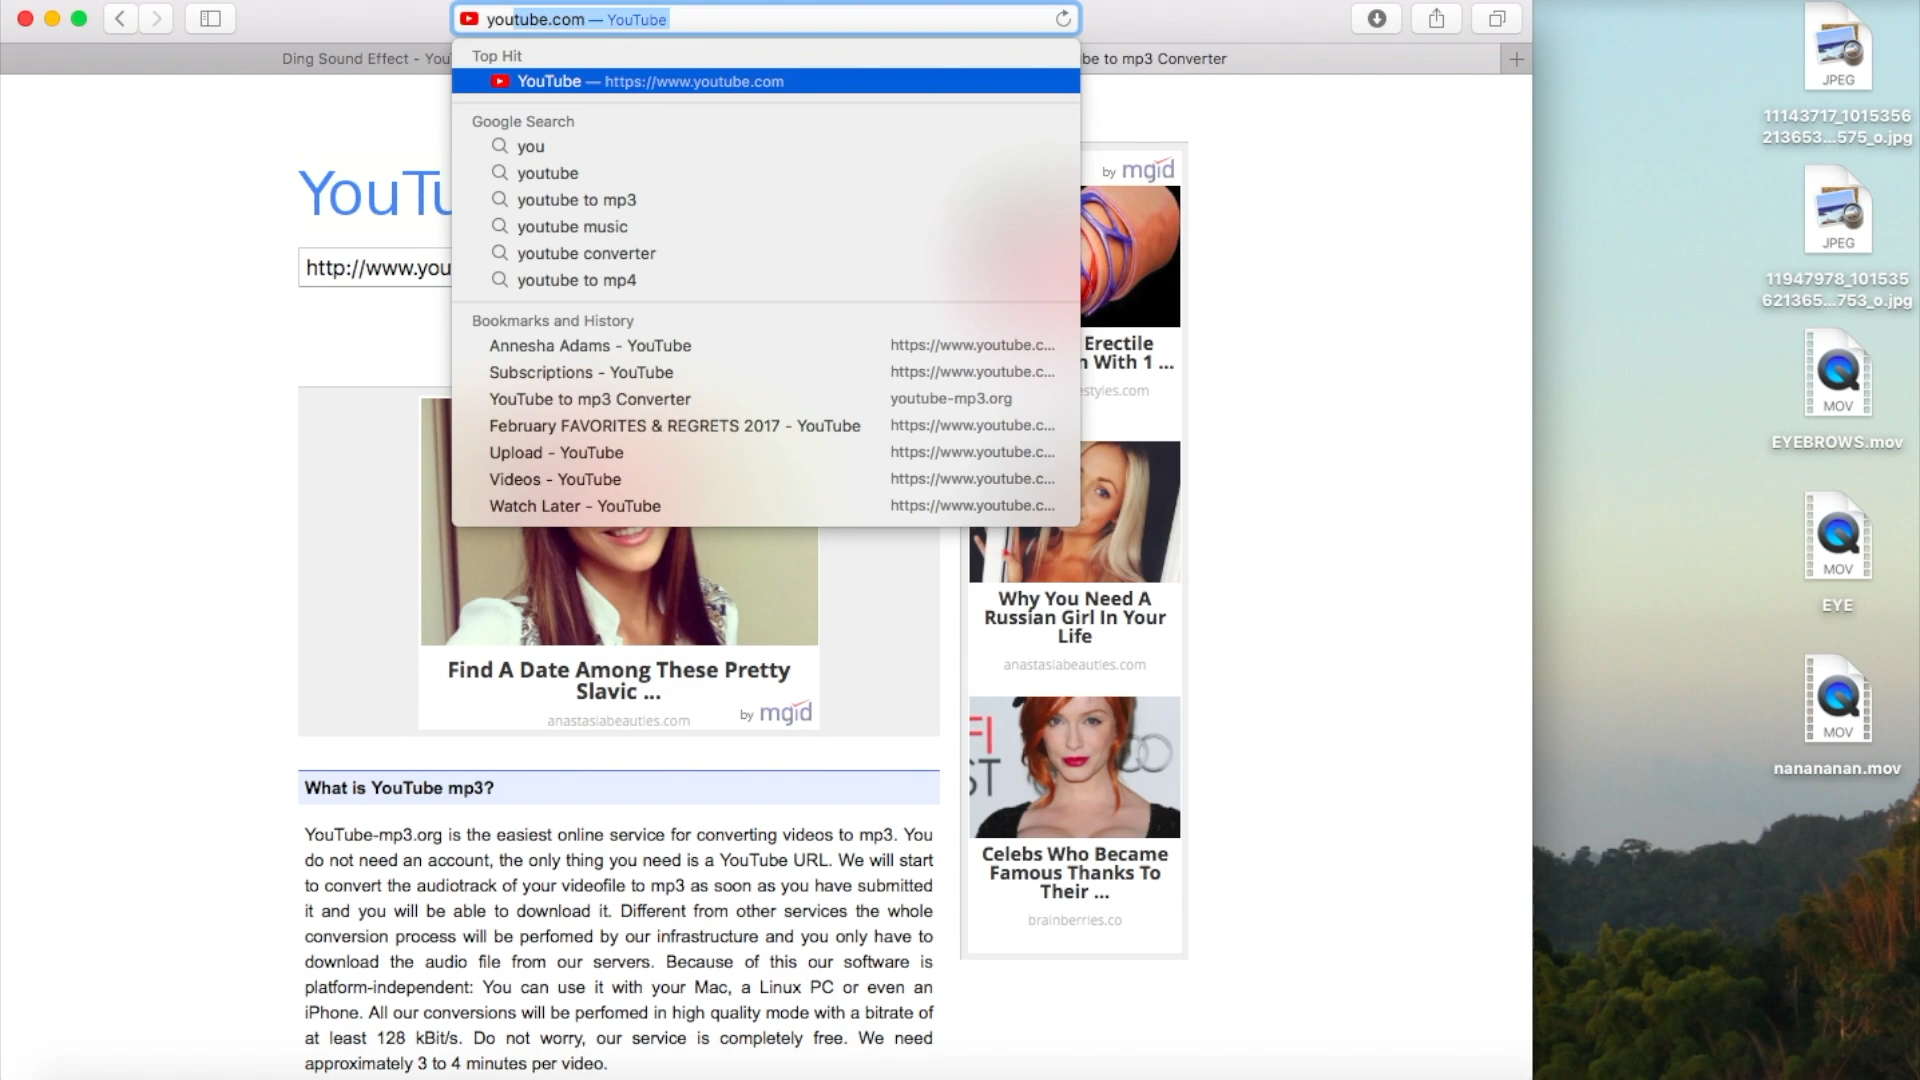 youtube.com — YouTube
Ding Sound Effect - You
be to mp3 Converter
Top Hit
YouTube — https://www.youtube.com
Google Search
you
youtube
youtube to mp3
youtube music
youtube converter
youtube to mp4
Bookmarks and History
Annesha Adams - YouTube https://www.youtube.c...
Subscriptions - YouTube https://www.youtube.c...
YouTube to mp3 Converter youtube-mp3.org
February FAVORITES & REGRETS 2017 - YouTube https://www.youtube.c...
Upload - YouTube https://www.youtube.c...
Videos - YouTube https://www.youtube.c...
Watch Later - YouTube https://www.youtube.c...
YouTu
http://www.you
Find A Date Among These Pretty
Slavic ...
anastasiabeauties.com
by mgid
What is YouTube mp3?
YouTube-mp3.org is the easiest online service for converting videos to mp3. You
do not need an account, the only thing you need is a YouTube URL. We will start
to convert the audiotrack of your videofile to mp3 as soon as you have submitted
it and you will be able to download it. Different from other services the whole
conversion process will be perfomed by our infrastructure and you only have to
download the audio file from our servers. Because of this our software is
platform-independent: You can use it with your Mac, a Linux PC or even an
iPhone. All our conversions will be perfomed in high quality mode with a bitrate of
at least 128 kBit/s. Do not worry, our service is completely free. We need
approximately 3 to 4 minutes per video.
by mgid
Erectile
n With 1 ...
estyles.com
Why You Need A
Russian Girl In Your
Life
anastasiabeauties.com
FI
ST
Celebs Who Became
Famous Thanks To
Their ...
brainberries.co
JPEG
11143717_1015356
213653...575_o.jpg
JPEG
11947978_101535
621365...753_o.jpg
MOV
EYEBROWS.mov
MOV
EYE
MOV
nanananan.mov